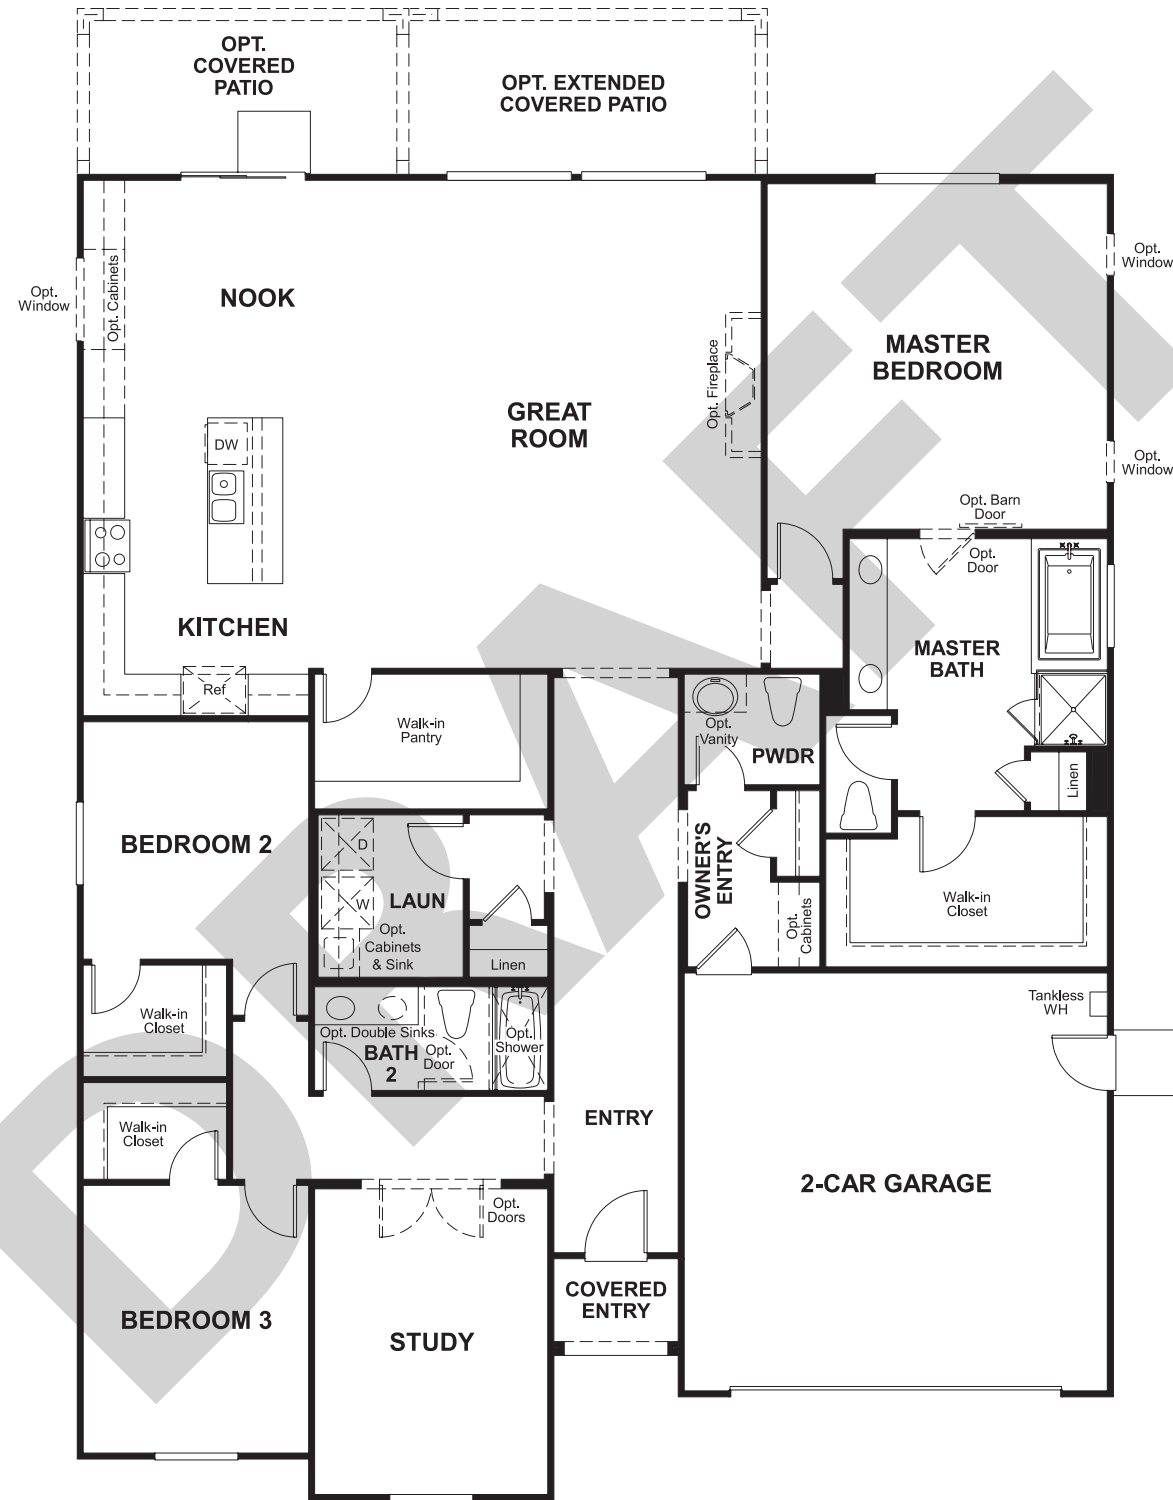 OPT.
COVERED
PATIO
OPT. EXTENDED
COVERED PATIO
Opt.
Window
Opt. Cabinets
NOOK
Opt.
Window
MASTER
BEDROOM
Opt. Fireplace
GREAT
ROOM
DW
Opt.
Window
Opt. Barn
Door
Opt.
Door
KITCHEN
MASTER
BATH
Ref
Walk-in
Pantry
Opt.
Vanity
PWDR
Linen
BEDROOM 2
D
W
LAUN
Opt.
Cabinets
& Sink
Linen
OWNER'S
ENTRY
Opt.
Cabinets
Walk-in
Closet
Tankless
WH
Walk-in
Closet
Opt. Double Sinks
BATH
2
Opt.
Door
Opt.
Shower
Walk-in
Closet
ENTRY
2-CAR GARAGE
Opt.
Doors
COVERED
ENTRY
BEDROOM 3
STUDY
DRAFT